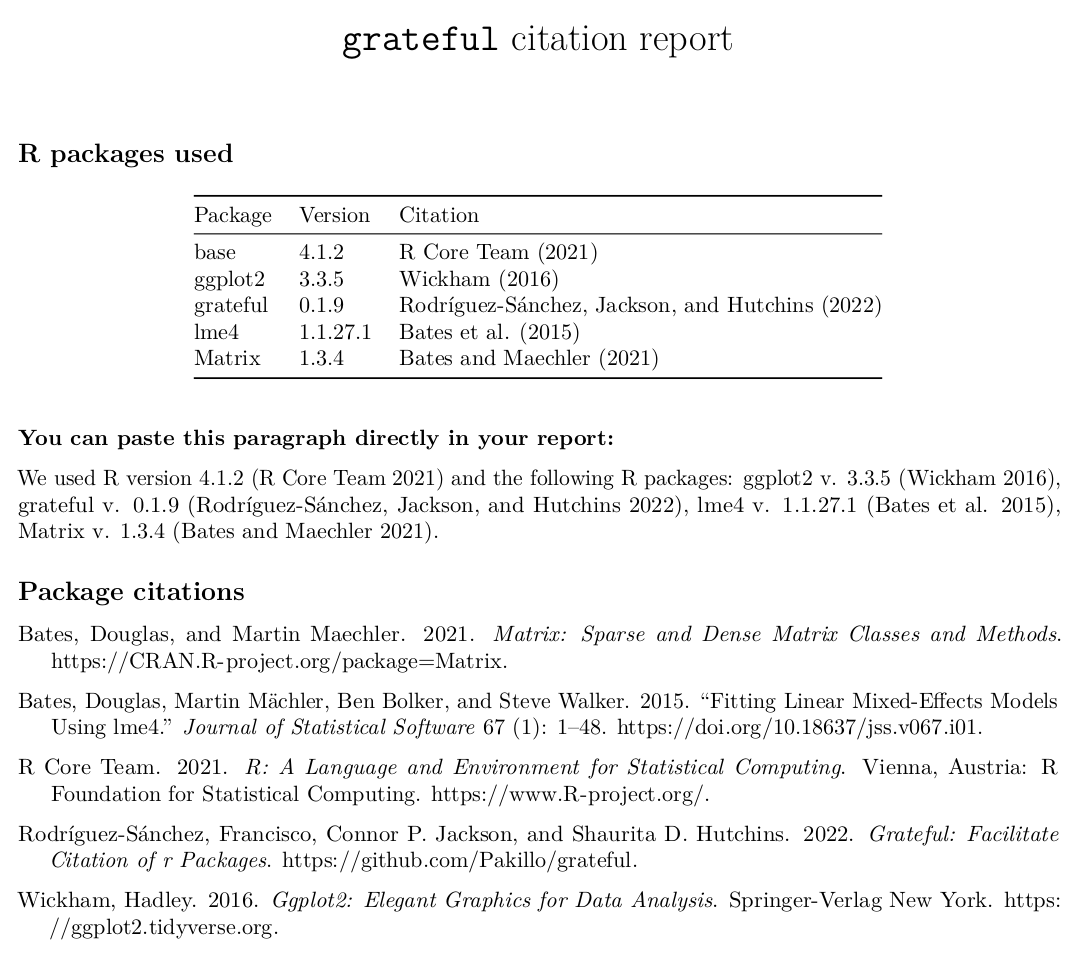 grateful citation report
R packages used
Package Version Citation
base 4.1.2 R Core Team (2021)
ggplot2 3.3.5 Wickham (2016)
grateful 0.1.9 Rodríguez-Sánchez, Jackson, and Hutchins (2022)
lme4 1.1.27.1 Bates et al. (2015)
Matrix 1.3.4 Bates and Maechler (2021)
You can paste this paragraph directly in your report:
We used R version 4.1.2 (R Core Team 2021) and the following R packages: ggplot2 v. 3.3.5 (Wickham 2016),
grateful v. 0.1.9 (Rodríguez-Sánchez, Jackson, and Hutchins 2022), lme4 v. 1.1.27.1 (Bates et al. 2015),
Matrix v. 1.3.4 (Bates and Maechler 2021).
Package citations
Bates, Douglas, and Martin Maechler. 2021. Matrix: Sparse and Dense Matrix Classes and Methods.
https://CRAN.R-project.org/package=Matrix.
Bates, Douglas, Martin Mächler, Ben Bolker, and Steve Walker. 2015. “Fitting Linear Mixed-Effects Models
Using lme4.” Journal of Statistical Software 67 (1): 1–48. https://doi.org/10.18637/jss.v067.i01.
R Core Team. 2021. R: A Language and Environment for Statistical Computing. Vienna, Austria: R
Foundation for Statistical Computing. https://www.R-project.org/.
Rodríguez-Sánchez, Francisco, Connor P. Jackson, and Shaurita D. Hutchins. 2022. Grateful: Facilitate
Citation of r Packages. https://github.com/Pakillo/grateful.
Wickham, Hadley. 2016. Ggplot2: Elegant Graphics for Data Analysis. Springer-Verlag New York. https:
//ggplot2.tidyverse.org.